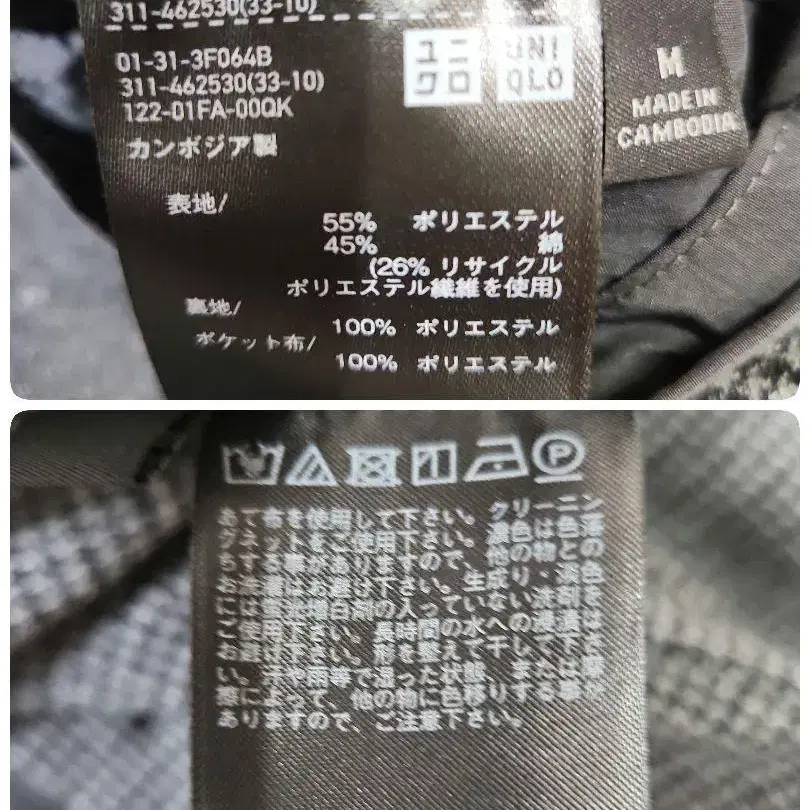 311-462530(33-10)
01-31-3F064B
311-462530(33-10)
122-01FA-00QK
カンボジア製
ユニ
クロ
UNI
QLO
M
MADE IN
CAMBODIA
表地/
55% ポリエステル
45% 綿
(26% リサイクル
ポリエステル繊維を使用)
裏地/
100% ポリエステル
ポケット布/
100% ポリエステル
P
あて布を使用して下さい。クリーニン
グネットをご使用下さい。濃色は色落
ちする事がありますので、他の物との
お洗濯はお避け下さい。生成り・淡色
には蛍光増白剤の入っていない洗剤を
ご使用下さい。長時間の水への浸漬は
お避け下さい。形を整えて干して下さ
い。汗や雨等で湿った状態、または摩
擦によって、他の物に色移りする事が
ありますので、ご注意下さい。